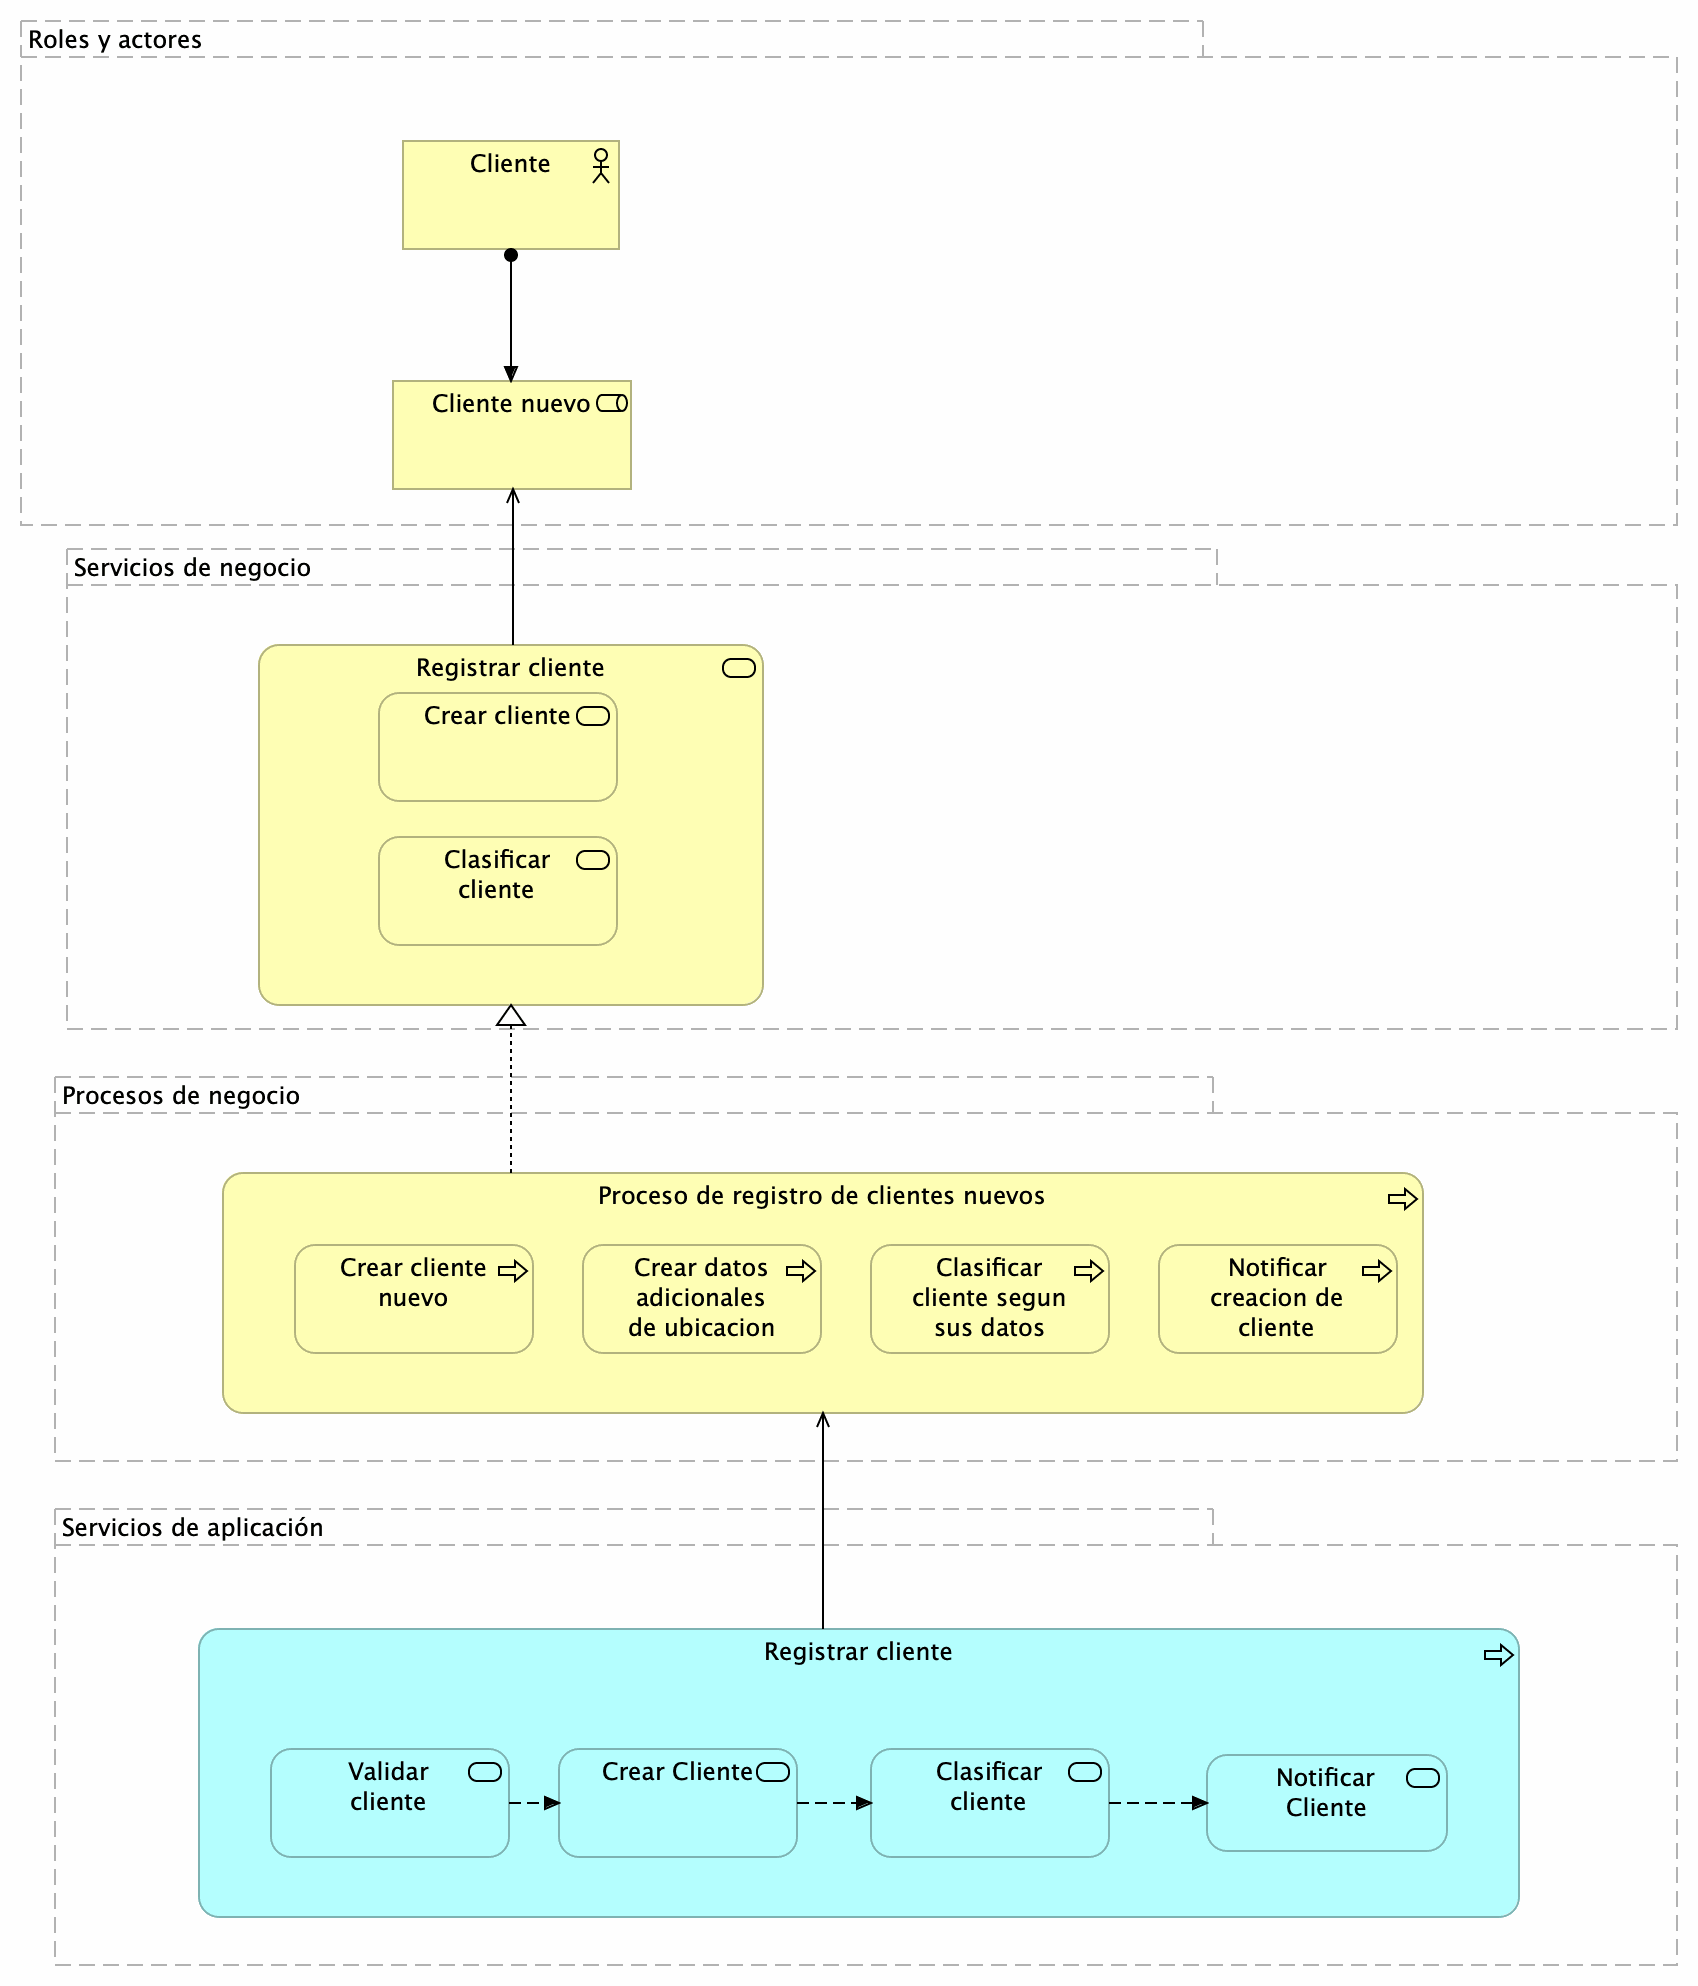 Roles y actores
Cliente
Cliente nuevo
Servicios de negocio
Registrar cliente
Crear cliente
Clasificar
cliente
Procesos de negocio
Proceso de registro de clientes nuevos
Crear cliente
nuevo
Crear datos
adicionales
de ubicacion
Clasificar
cliente segun
sus datos
Notificar
creacion de
cliente
Servicios de aplicación
Registrar cliente
Validar
cliente
Crear Cliente
Clasificar
cliente
Notificar
Cliente